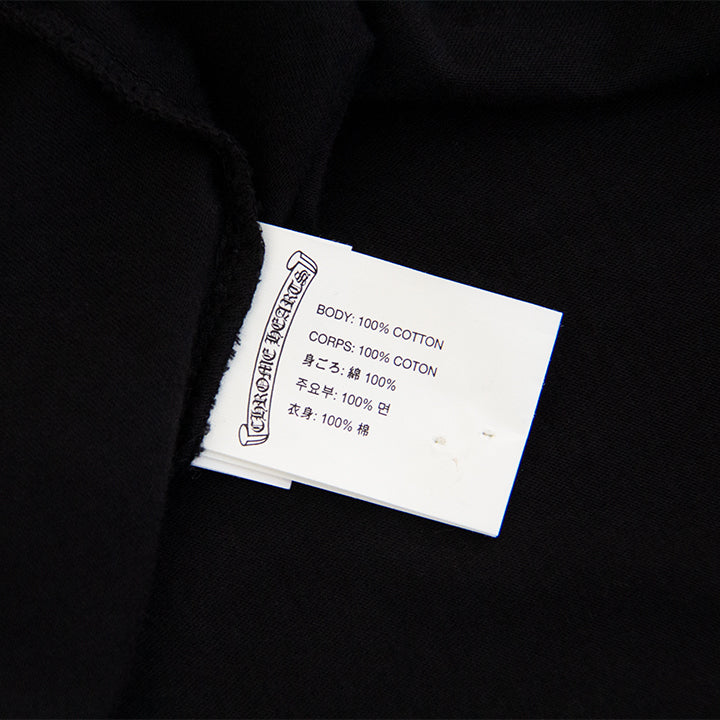 CHROME HEARTS
BODY: 100% COTTON
CORPS: 100% COTON
身ごろ: 綿 100%
주요부: 100% 면
衣身: 100% 棉